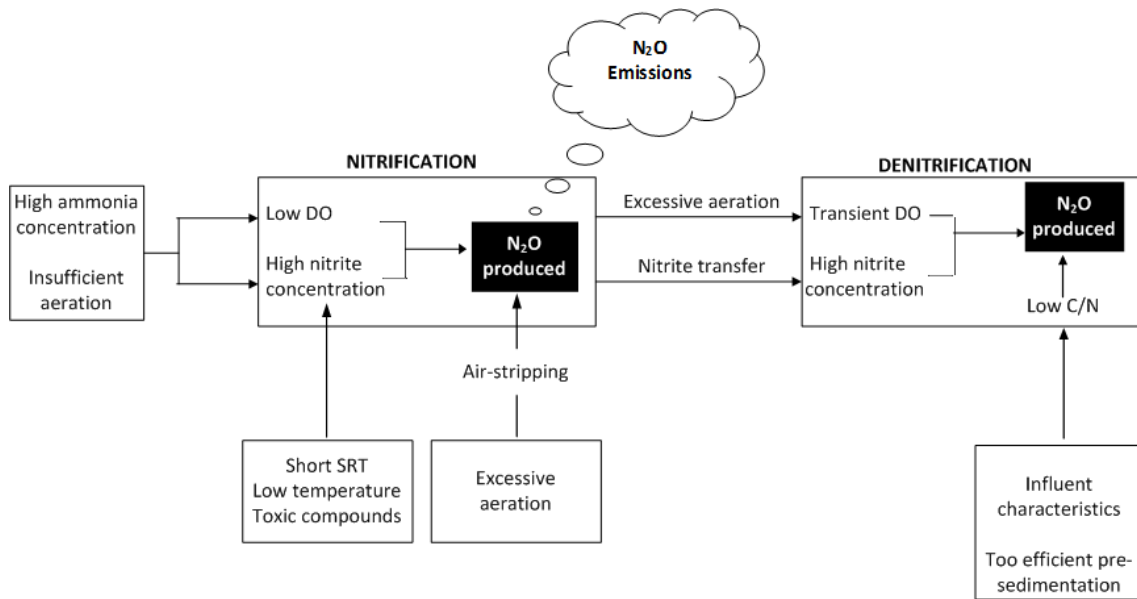 N₂O
Emissions
NITRIFICATION
DENITRIFICATION
High ammonia
concentration
Insufficient
aeration
Low DO
High nitrite
concentration
N₂O
produced
Excessive aeration
Nitrite transfer
Transient DO
High nitrite
concentration
N₂O
produced
Low C/N
Air-stripping
Short SRT
Low temperature
Toxic compounds
Excessive
aeration
Influent
characteristics
Too efficient pre-
sedimentation